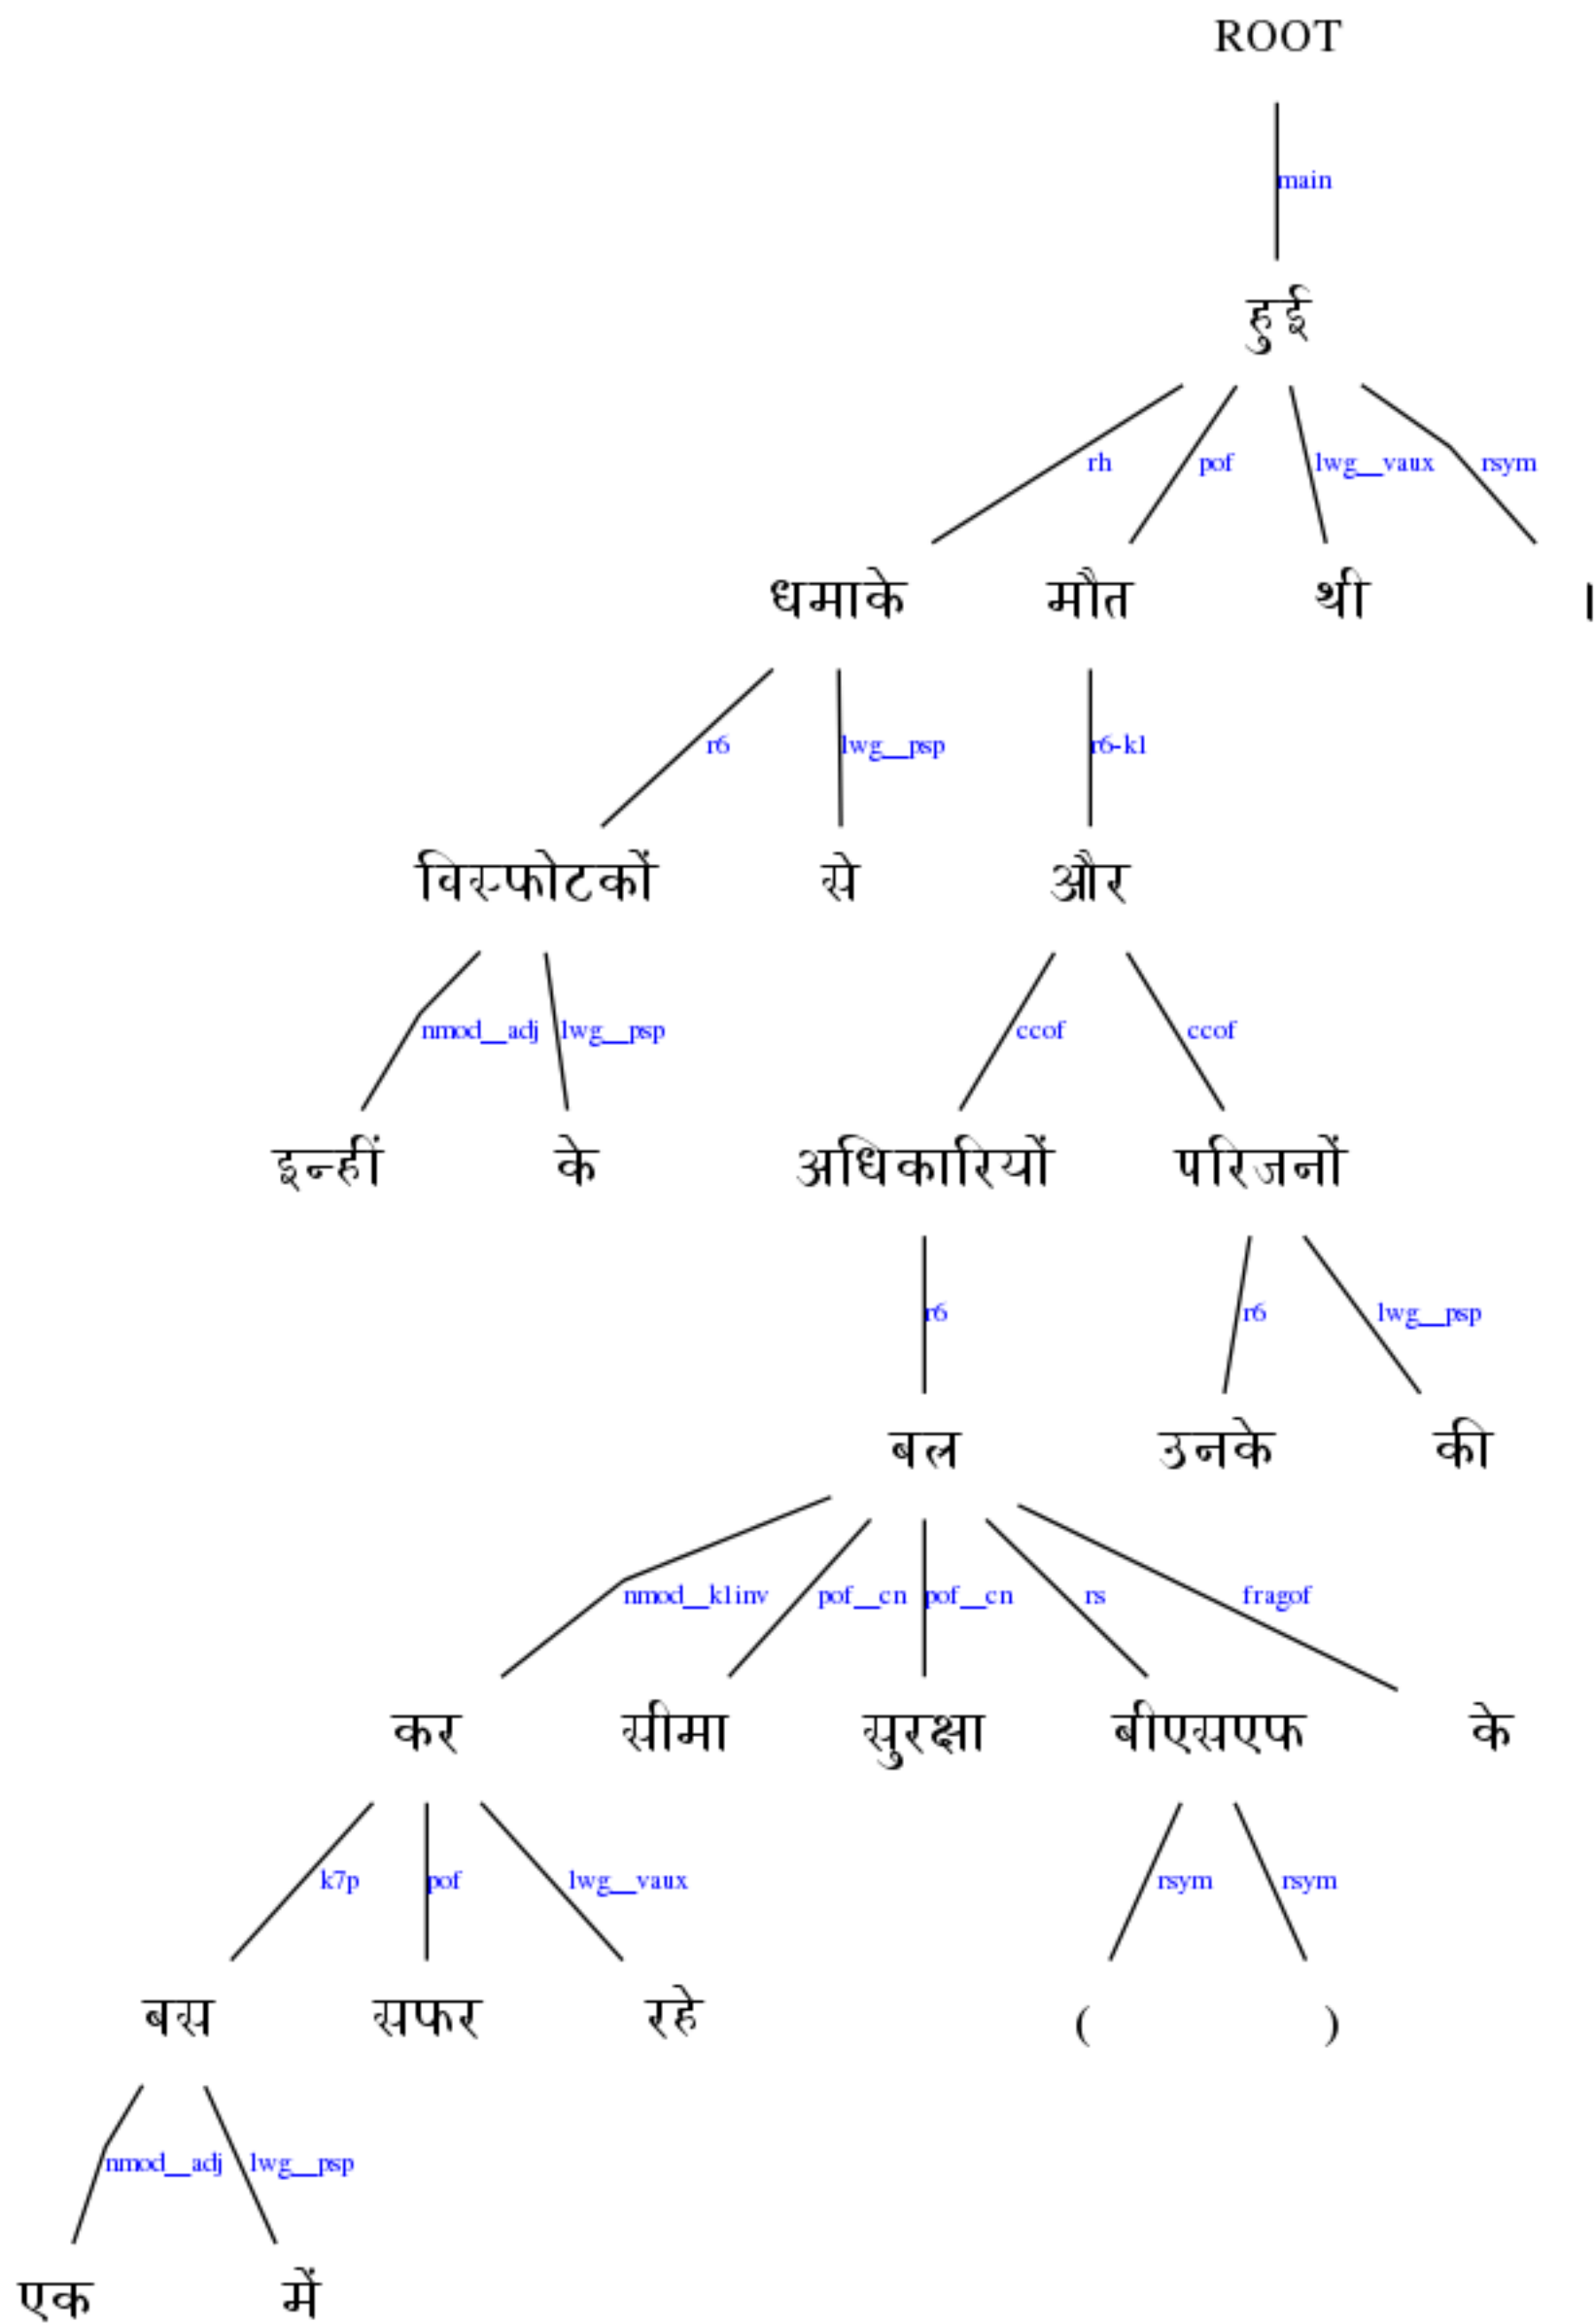 ROOT
main
हुई
rh pof lwg__vaux rsym
धमाके मौत थी ।
r6 lwg__psp r6-k1
विस्फोटकों से और
nmod__adj lwg__psp ccof ccof
इन्हीं के अधिकारियों परिजनों
r6 r6 lwg__psp
बल उनके की
nmod__k1inv pof__cn pof__cn rs fragof
कर सीमा सुरक्षा बीएसएफ के
k7p pof lwg__vaux rsym rsym
बस सफर रहे ( )
nmod__adj lwg__psp
एक में